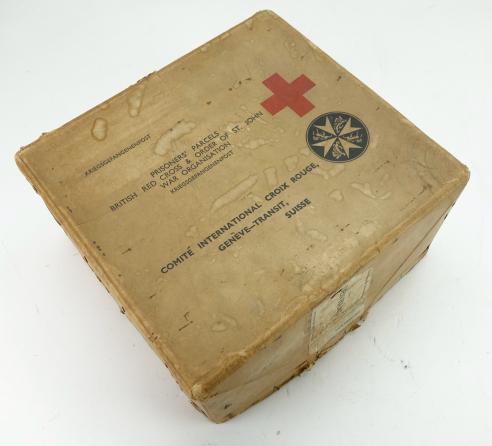 KRIEGSGEFANGENENPOST
PRISONERS' PARCELS
BRITISH RED CROSS & ORDER OF ST. JOHN
WAR ORGANISATION
KRIEGSGEFANGENENPOST
COMITÉ INTERNATIONAL CROIX ROUGE,
GENÈVE—TRANSIT,
SUISSE